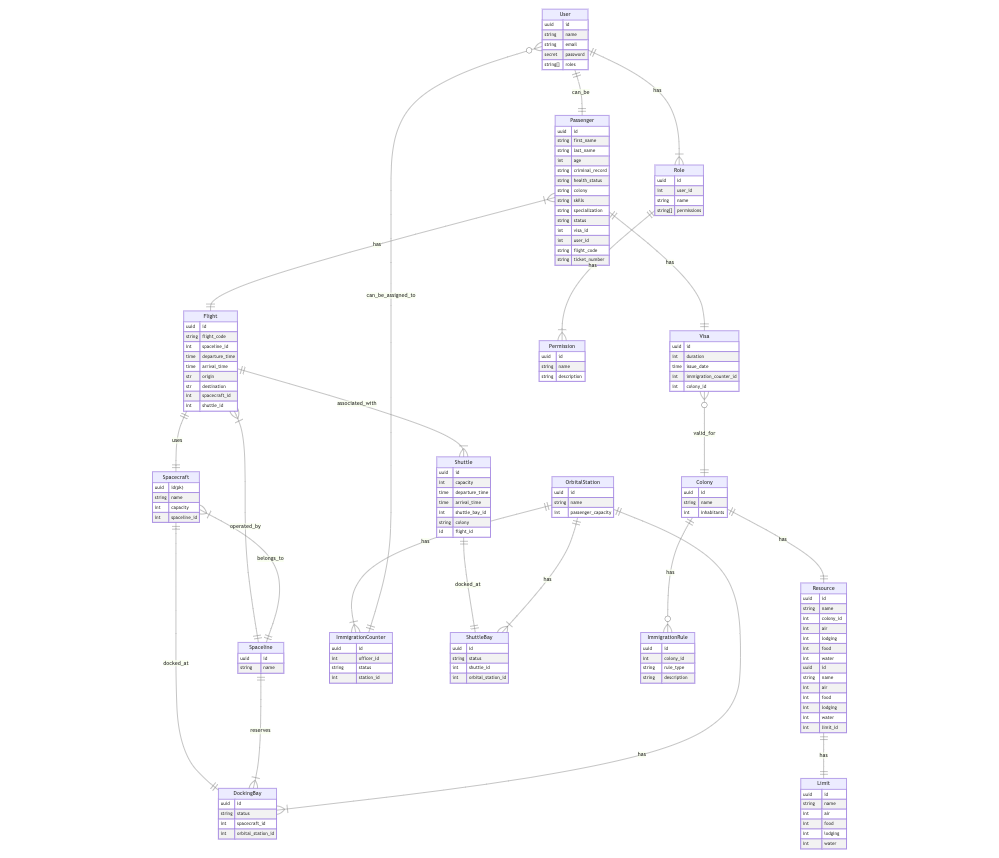 User
uuid id
string name
string email
secret password
string[] roles
can_be
has
Passenger
uuid id
string first_name
string last_name
int age
string criminal_record
string health_status
string colony
string skills
string specialization
string status
int visa_id
int user_id
string flight_code
string ticket_number
Role
uuid id
int user_id
string name
string[] permissions
has
has
has
can_be_assigned_to
Flight
uuid id
string flight_code
int spaceline_id
time departure_time
time arrival_time
str origin
str destination
int spacecraft_id
int shuttle_id
Permission
uuid id
string name
string description
Visa
uuid id
int duration
time issue_date
int immigration_counter_id
int colony_id
associated_with
uses
valid_for
Spacecraft
uuid id(pk)
string name
int capacity
int spaceline_id
Shuttle
uuid id
int capacity
time departure_time
time arrival_time
int shuttle_bay_id
string colony
id flight_id
OrbitalStation
uuid id
string name
int passenger_capacity
Colony
uuid id
string name
int inhabitants
operated_by
has
has
belongs_to
has
has
docked_at
Resource
uuid id
string name
int colony_id
int air
int lodging
int food
int water
uuid id
string name
int air
int food
int lodging
int water
int limit_id
Spaceline
uuid id
string name
ImmigrationCounter
uuid id
int officer_id
string status
int station_id
ShuttleBay
uuid id
string status
int shuttle_id
int orbital_station_id
ImmigrationRule
uuid id
int colony_id
string rule_type
string description
docked_at
reserves
has
has
DockingBay
uuid id
string status
int spacecraft_id
int orbital_station_id
Limit
uuid id
string name
int air
int food
int lodging
int water